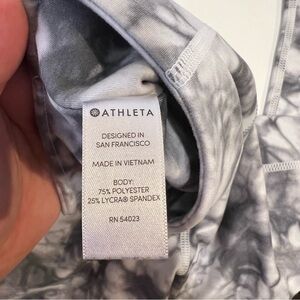 ATHLETA
DESIGNED IN
SAN FRANCISCO
MADE IN VIETNAM
BODY:
75% POLYESTER
25% LYCRA® SPANDEX
RN 54023